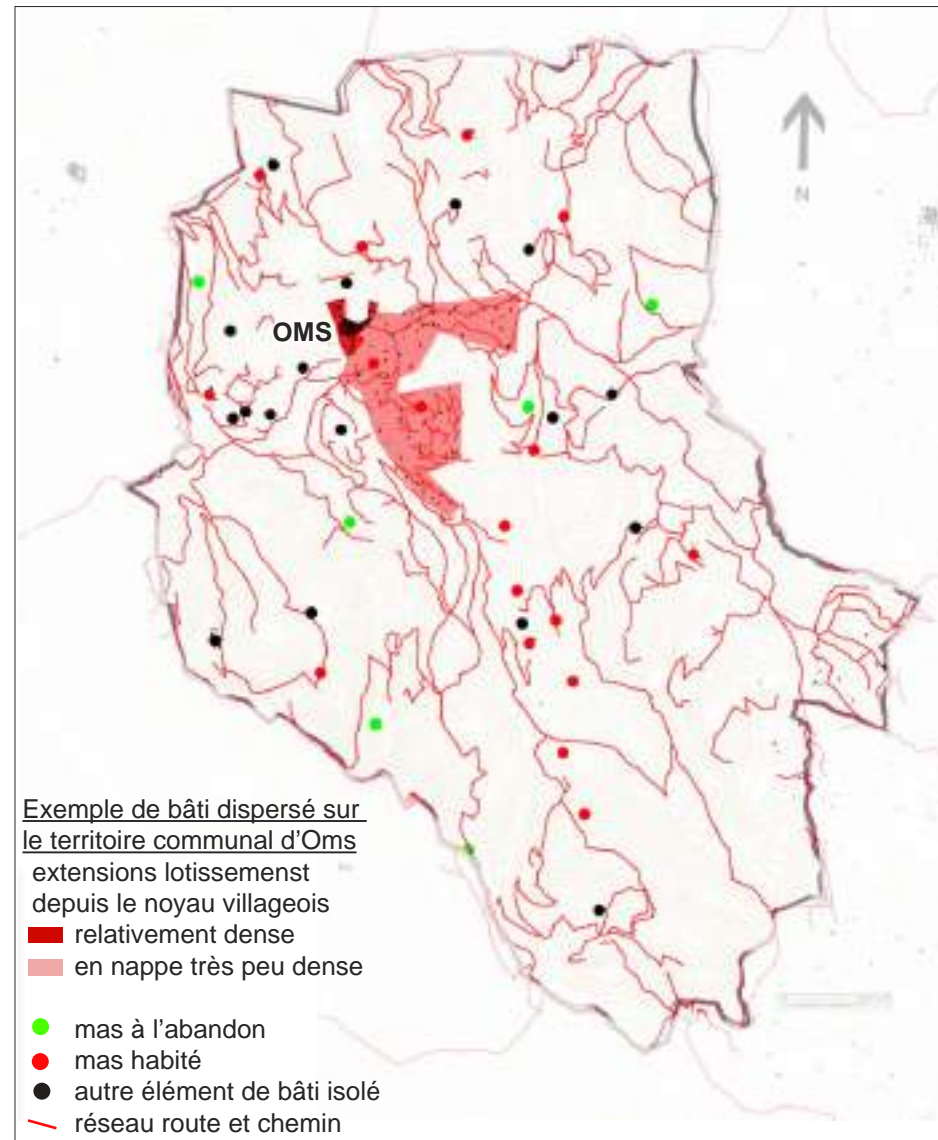 N
OMS
Exemple de bâti dispersé sur
le territoire communal d'Oms
extensions lotissemenst
depuis le noyau villageois
relativement dense
en nappe très peu dense
mas à l'abandon
mas habité
autre élément de bâti isolé
réseau route et chemin